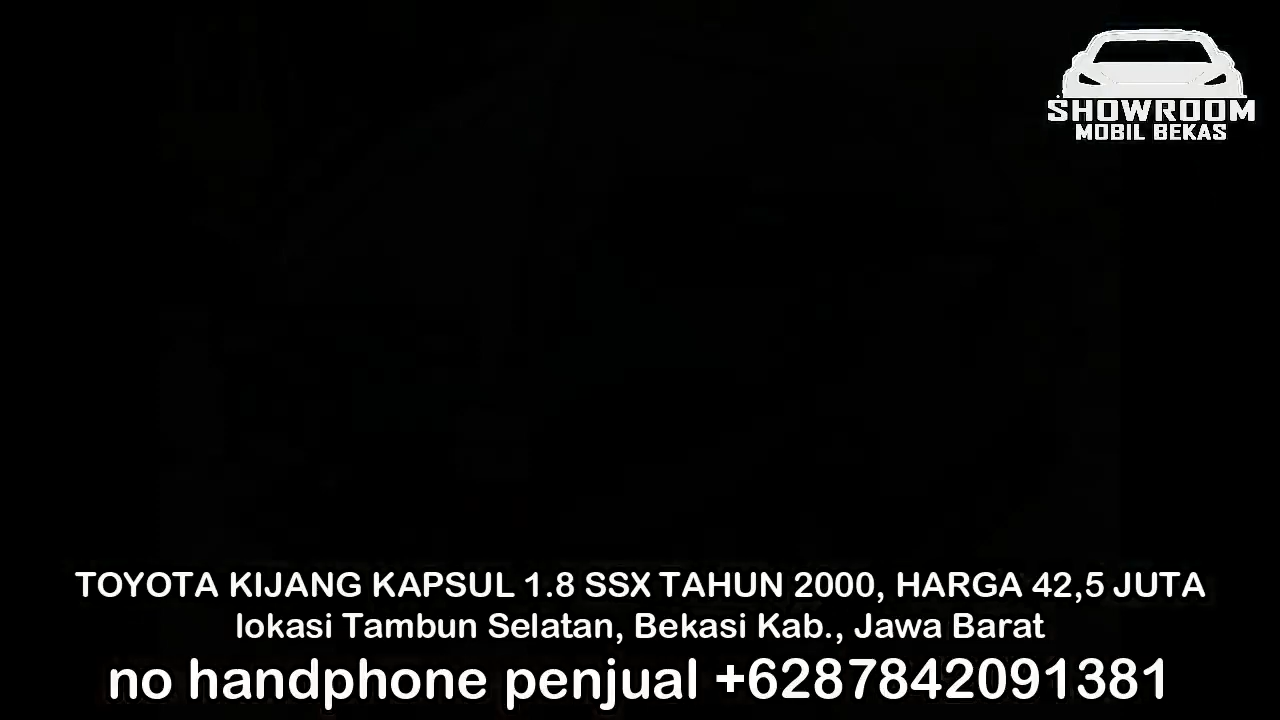 SHOWROOM
MOBIL BEKAS
TOYOTA KIJANG KAPSUL 1.8 SSX TAHUN 2000, HARGA 42,5 JUTA
lokasi Tambun Selatan, Bekasi Kab., Jawa Barat
no handphone penjual +6287842091381